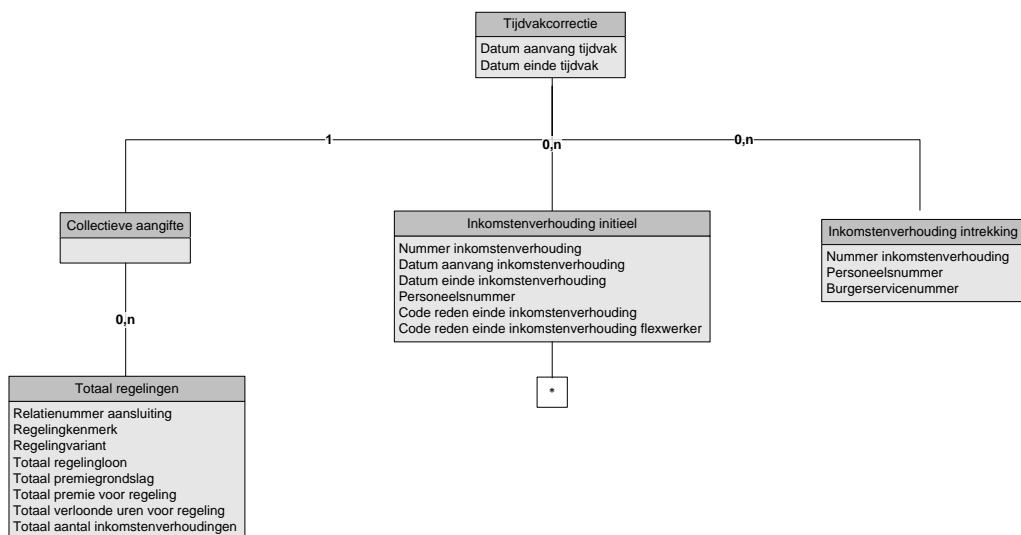 Tijdvakcorrectie
Datum aanvang tijdvak
Datum einde tijdvak
1
0,n
0,n
Collectieve aangifte
Inkomstenverhouding initieel
Nummer inkomstenverhouding
Datum aanvang inkomstenverhouding
Datum einde inkomstenverhouding
Personeelsnummer
Code reden einde inkomstenverhouding
Code reden einde inkomstenverhouding flexwerker
Inkomstenverhouding intrekking
Nummer inkomstenverhouding
Personeelsnummer
Burgerservicenummer
0,n
*
Totaal regelingen
Relatienummer aansluiting
Regelingkenmerk
Regelingvariant
Totaal regelingloon
Totaal premiegrondslag
Totaal premie voor regeling
Totaal verloonde uren voor regeling
Totaal aantal inkomstenverhoudingen